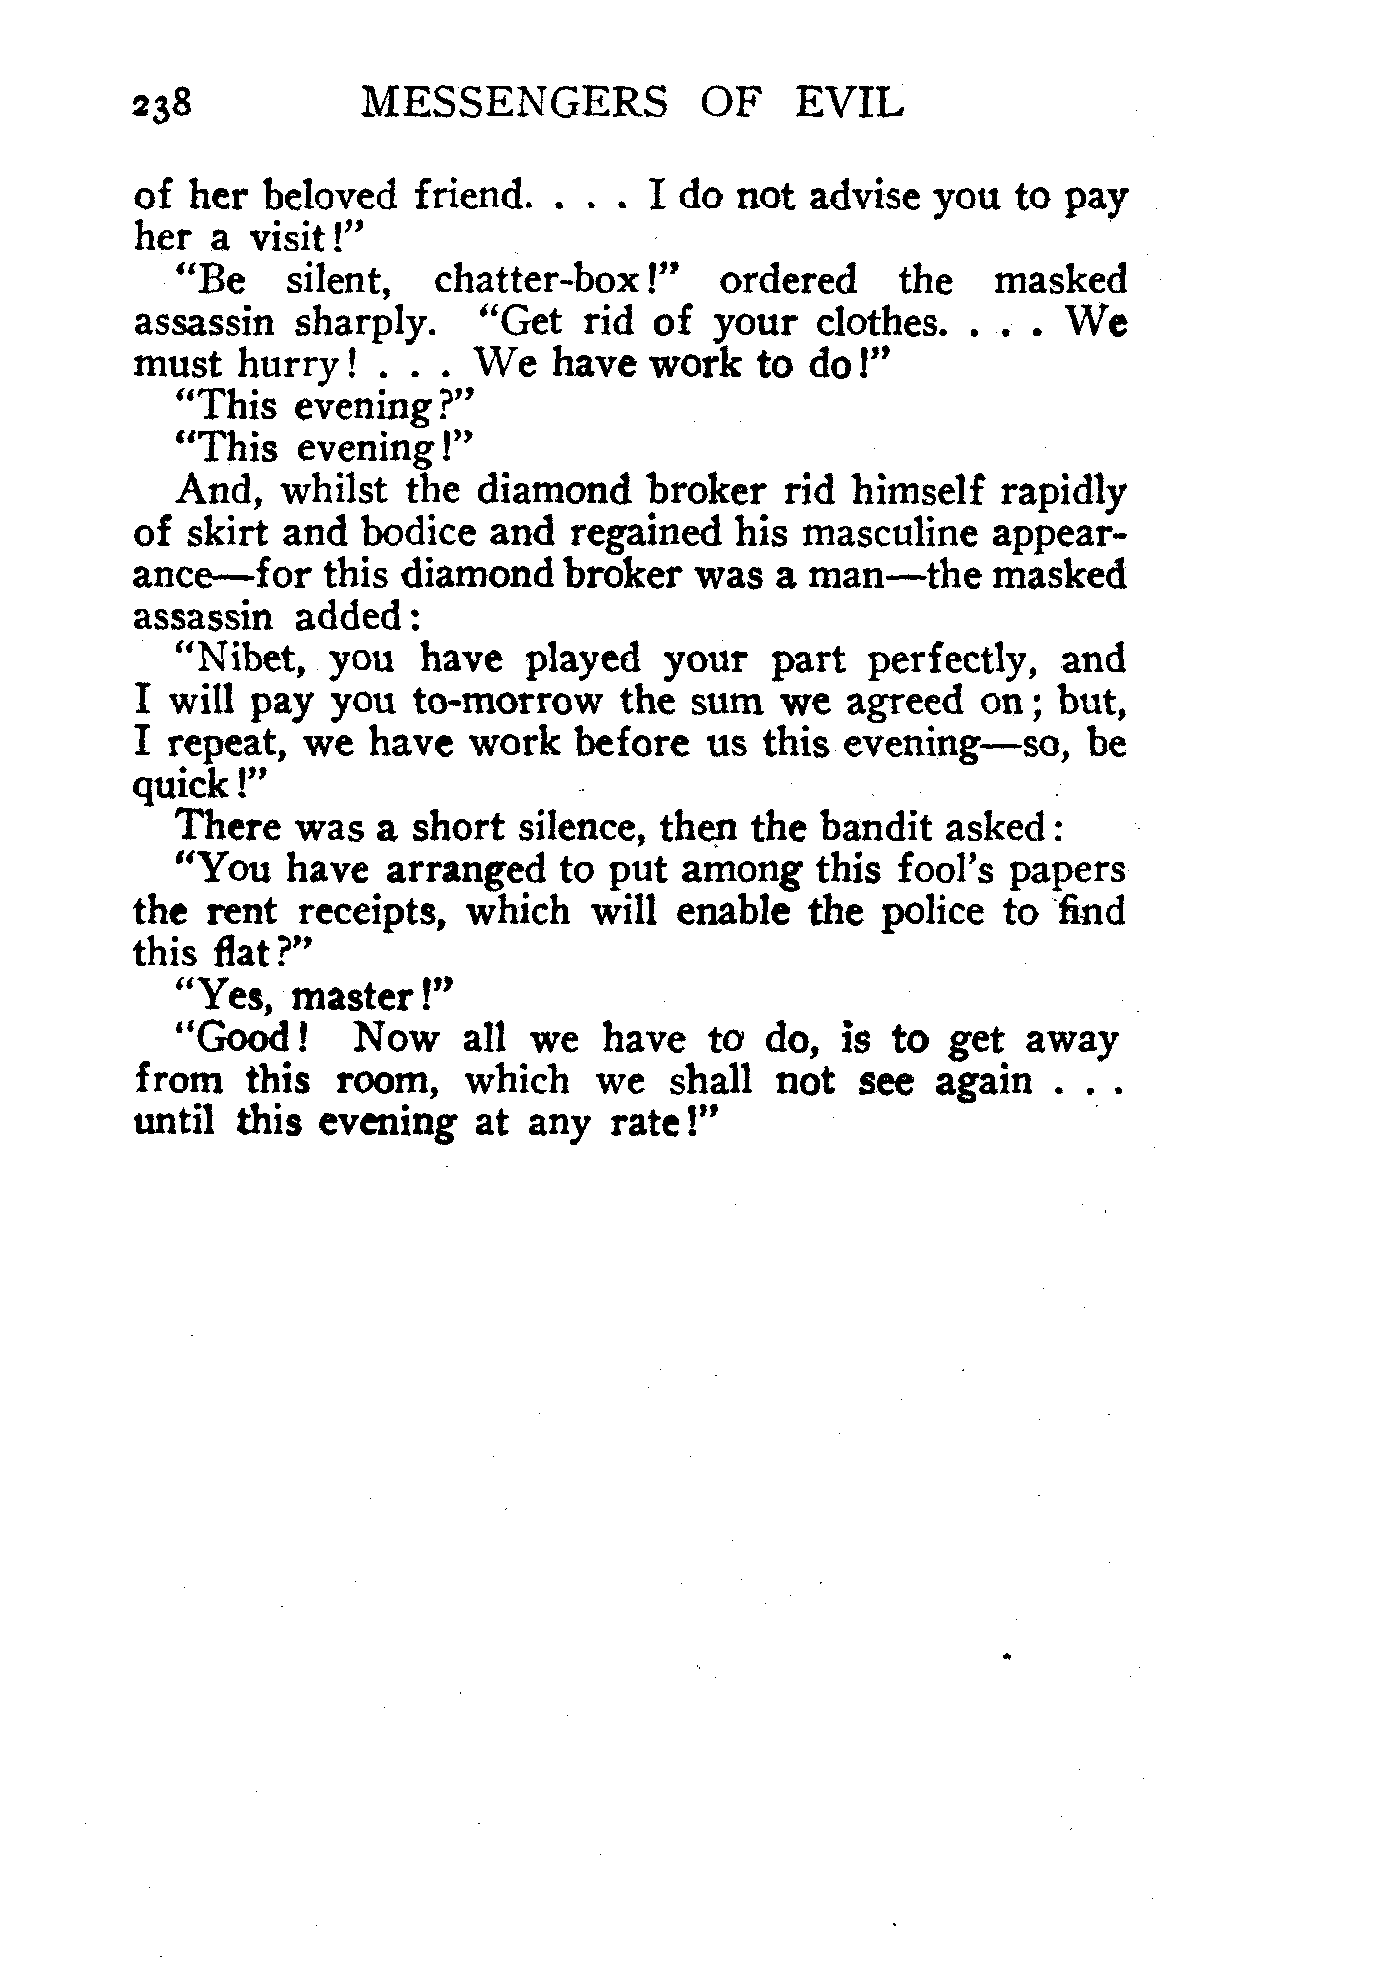 238 MESSENGERS OF EVIL
of her beloved friend. . . . I do not advise you to pay
her a visit!”
“Be silent, chatter-box!” ordered the masked
assassin sharply. “Get rid of your clothes. . . . We
must hurry! . . . We have work to do!”
“This evening?”
“This evening!”
And, whilst the diamond broker rid himself rapidly
of skirt and bodice and regained his masculine appear-
ance—for this diamond broker was a man—the masked
assassin added:
“Nibet, you have played your part perfectly, and
I will pay you to-morrow the sum we agreed on; but,
I repeat, we have work before us this evening—so, be
quick!”
There was a short silence, then the bandit asked:
“You have arranged to put among this fool’s papers
the rent receipts, which will enable the police to find
this flat?”
“Yes, master!”
“Good! Now all we have to do, is to get away
from this room, which we shall not see again . . .
until this evening at any rate!”